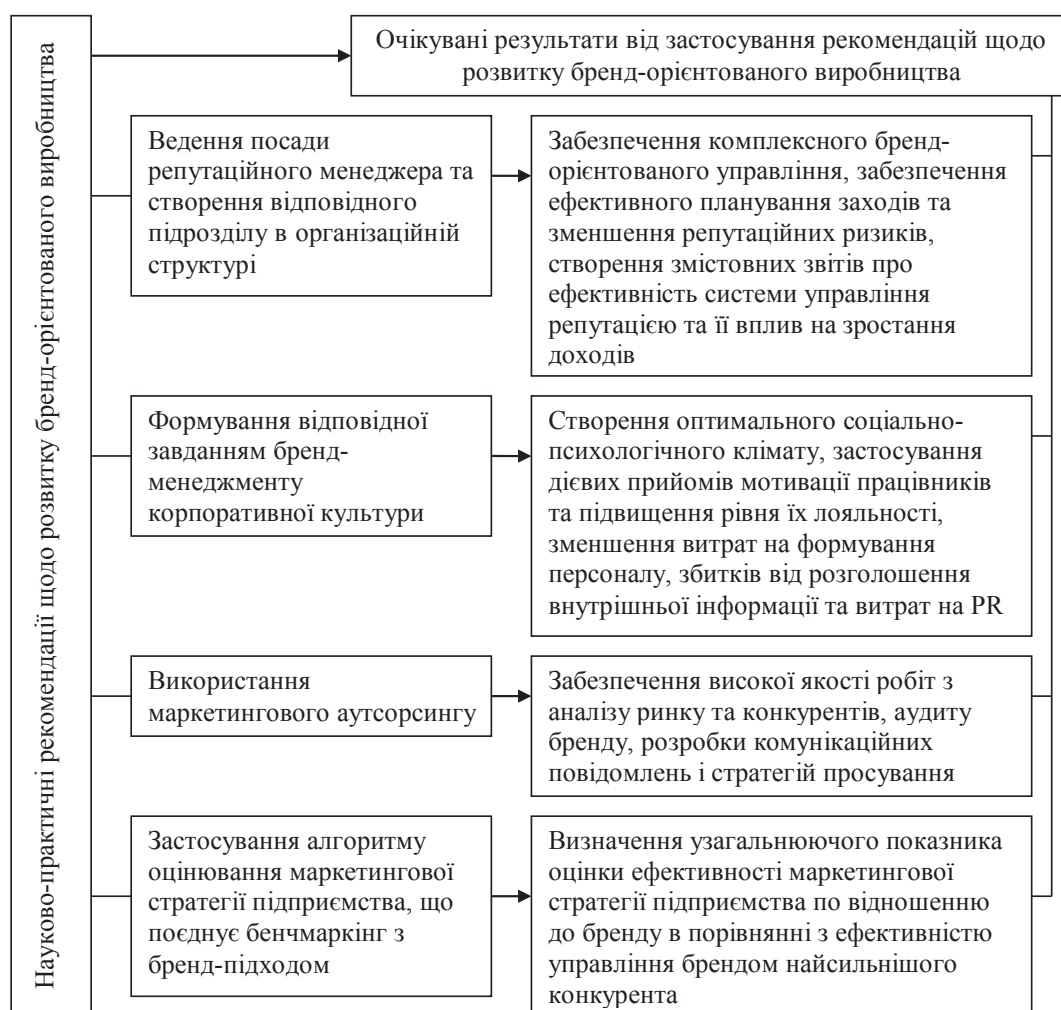 Науково-практичні рекомендації щодо розвитку бренд-орієнтованого виробництва
Очікувані результати від застосування рекомендацій щодо
розвитку бренд-орієнтованого виробництва
Ведення посади
репутаційного менеджера та
створення відповідного
підрозділу в організаційній
структурі
Забезпечення комплексного бренд-
орієнтованого управління, забезпечення
ефективного планування заходів та
зменшення репутаційних ризиків,
створення змістовних звітів про
ефективність системи управління
репутацією та її вплив на зростання
доходів
Формування відповідної
завданням бренд-
менеджменту
корпоративної культури
Створення оптимального соціально-
психологічного клімату, застосування
дієвих прийомів мотивації працівників
та підвищення рівня їх лояльності,
зменшення витрат на формування
персоналу, збитків від розголошення
внутрішньої інформації та витрат на PR
Використання
маркетингового аутсорсингу
Забезпечення високої якості робіт з
аналізу ринку та конкурентів, аудиту
бренду, розробки комунікаційних
повідомлень і стратегій просування
Застосування алгоритму
оцінювання маркетингової
стратегії підприємства, що
поєднує бенчмаркінг з
бренд-підходом
Визначення узагальнюючого показника
оцінки ефективності маркетингової
стратегії підприємства по відношенню
до бренду в порівнянні з ефективністю
управління брендом найсильнішого
конкурента